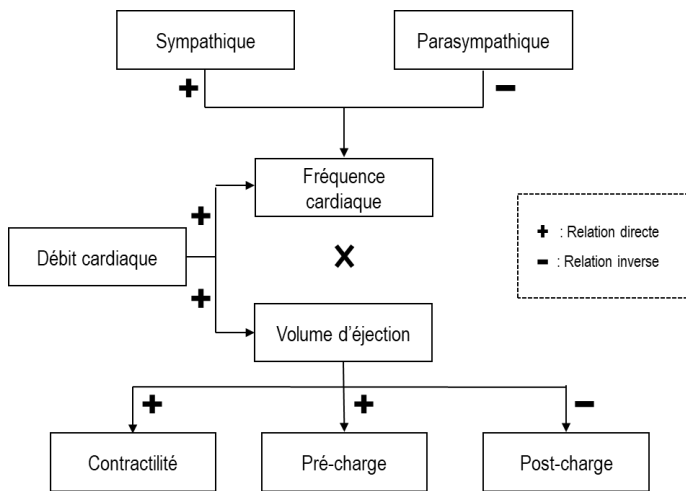 Sympathique
Parasympathique
+
−
Fréquence
cardiaque
+
Débit cardiaque
×
+
Volume d'éjection
+ : Relation directe
− : Relation inverse
+
+
−
Contractilité
Pré-charge
Post-charge